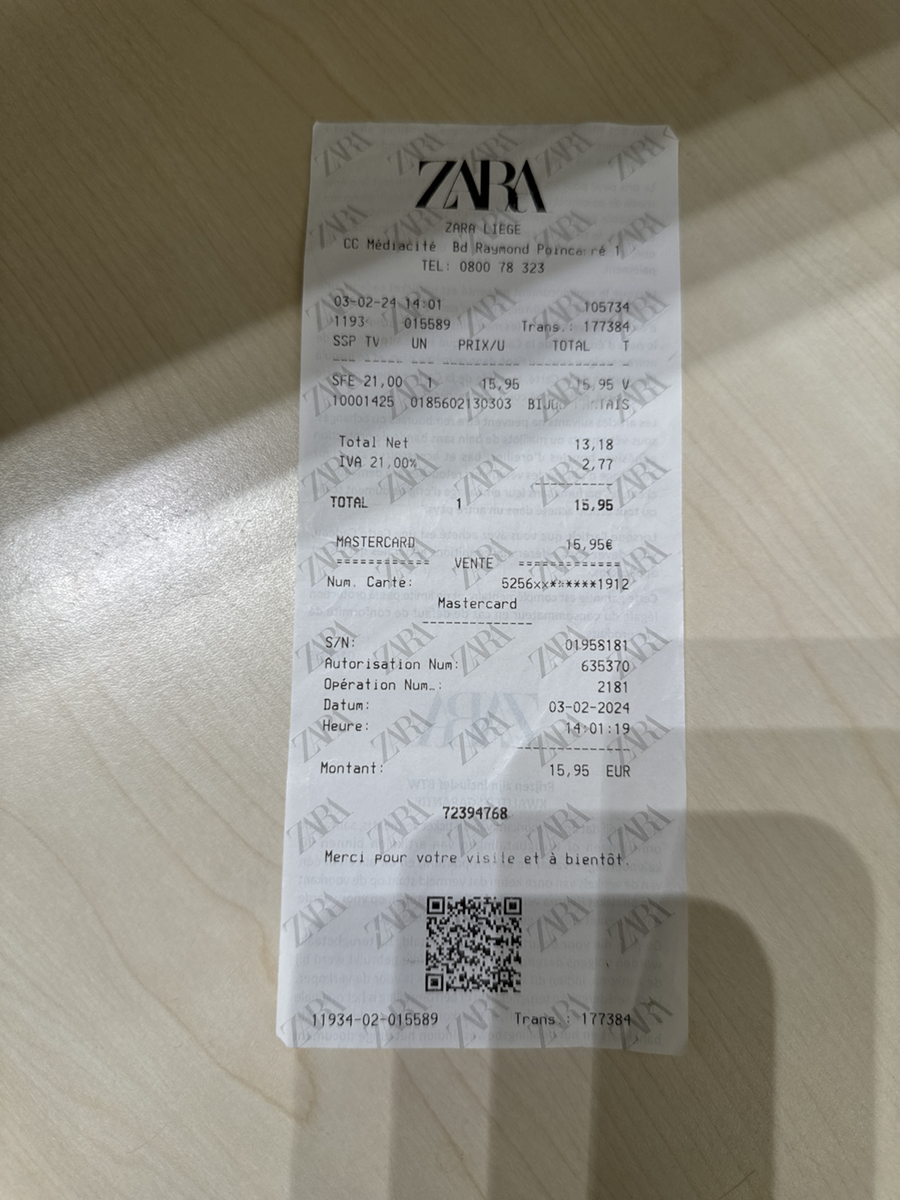 ZARA
ZARA LIEGE
CC Médiacité Bd Raymond Poincarré 1
TEL: 0800 78 323
03-02-24 14:01 105734
1193 015589 Trans.: 177384
SSP TV UN PRIX/U TOTAL T
SFE 21,00 1 15,95 15,95 V
10001425 0185602130303
Total Net 13,18
IVA 21,00% 2,77
TOTAL 1 15,95
MASTERCARD 15,95€
=========== VENTE ============
Num. Carte: 5256xx******1912
Mastercard
S/N: 01958181
Autorisation Num: 635370
Opération Num.: 2181
Datum: 03-02-2024
Heure: 14:01:19
Montant: 15,95 EUR
72394768
Merci pour votre visite et à bientôt.
11934-02-015589 Trans.: 177384